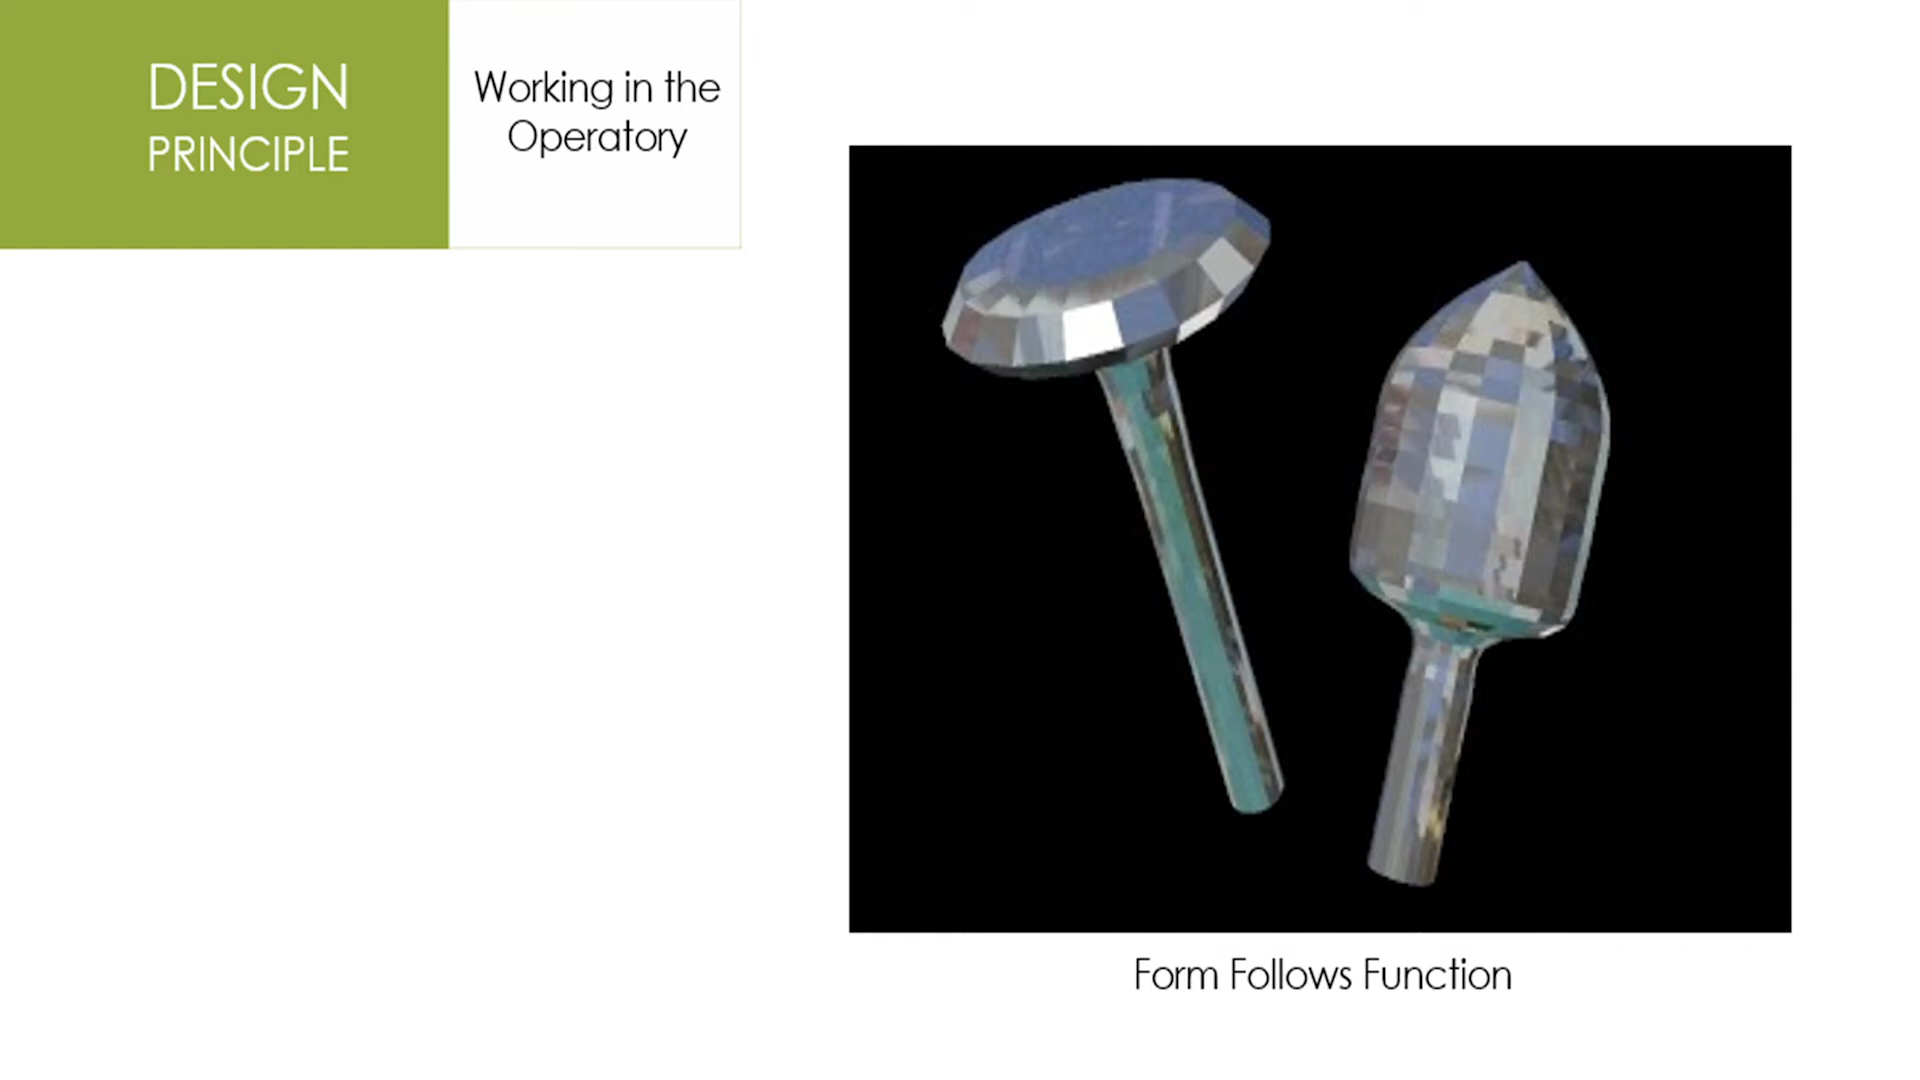 DESIGN
PRINCIPLE
Working in the
Operatory
Form Follows Function